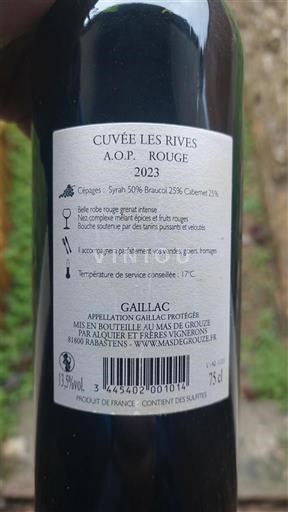 CUVÉE LES RIVES
A.O.P. ROUGE
2023
Cépages : Syrah 50% Braucol 25% Cabernet 25%
Belle robe rouge grenat intense
Nez complexe mêlant épices et fruits rouges
Bouche soutenue par des tanins puissants et veloutés
Il accompagnera parfaitement vos viandes, gibiers, fromages
VINTOU
Température de service conseillée : 17°C.
GAILLAC
APPELLATION GAILLAC PROTÉGÉE
MIS EN BOUTEILLE AU MAS DE GROUZE
PAR ALQUIER ET FRÈRES VIGNERONS
81800 RABASTENS - WWW.MASDEGROUZE.FR
13,5%vol.
3 445402 001014
75 cl
PRODUIT DE FRANCE - CONTIENT DES SULFITES